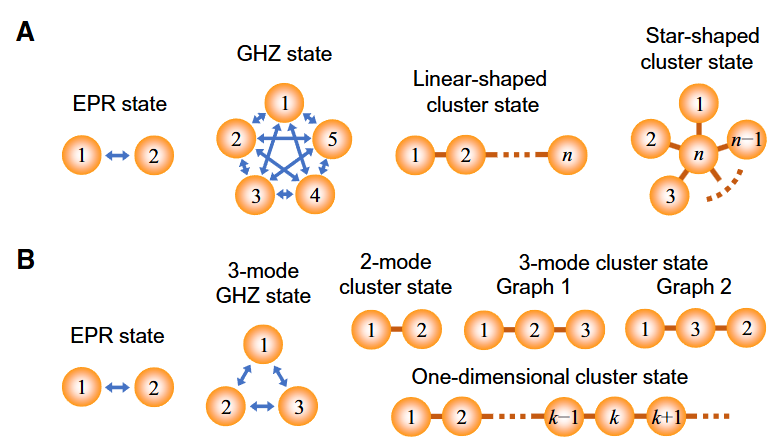 A
EPR state
1 2
GHZ state
1
2 5
3 4
Linear-shaped
cluster state
1 2 n
Star-shaped
cluster state
1
2 n n−1
3
B
EPR state
1 2
3-mode
GHZ state
1
2 3
2-mode
cluster state
1 2
3-mode cluster state
Graph 1
1 2 3
Graph 2
1 3 2
One-dimensional cluster state
1 2 k−1 k k+1